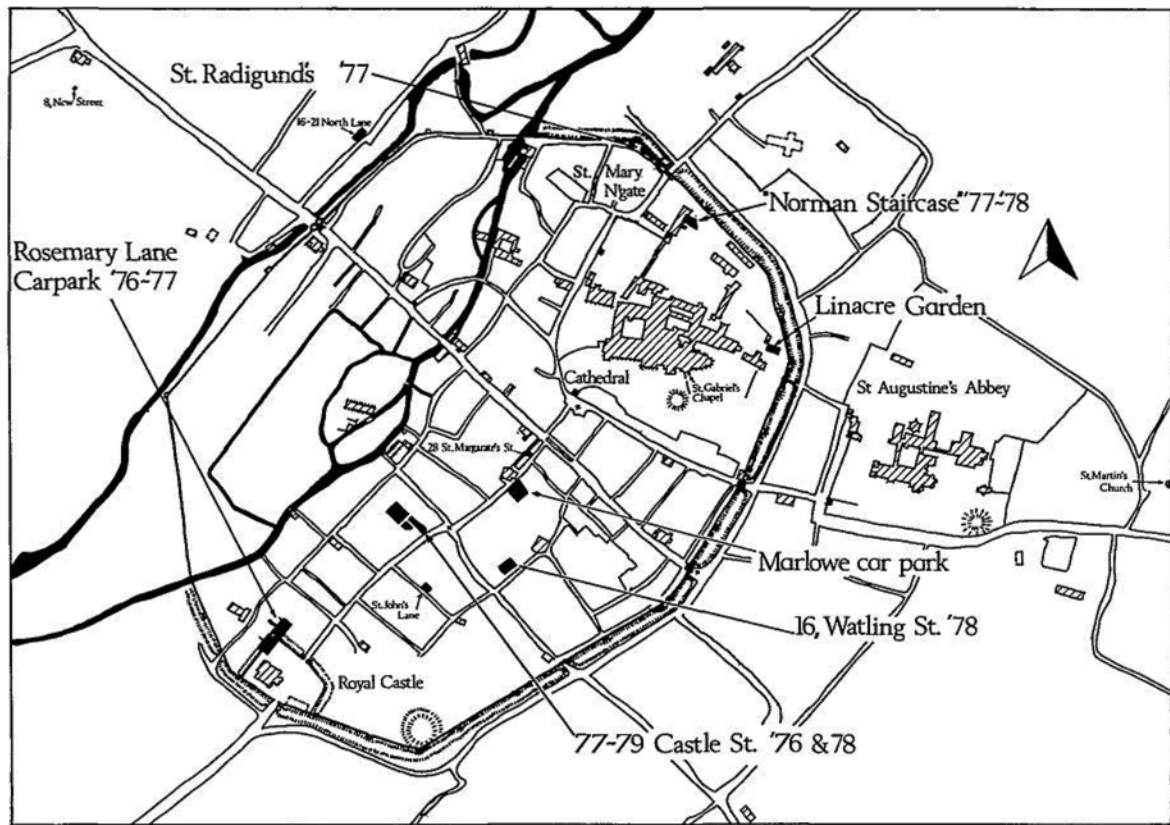 St. Radigund's '77
8, New Street
16-21 North Lane
St. Mary
N'gate
"Norman Staircase" '77-'78
Rosemary Lane
Carpark '76-'77
Linacre Garden
Cathedral
St. Gabriel's
Chapel
St Augustine's Abbey
28 St. Margarate's St.
St. Martin's
Church
Marlowe car park
St. John's
Lane
16, Watling St. '78
Royal Castle
77-79 Castle St. '76 & 78